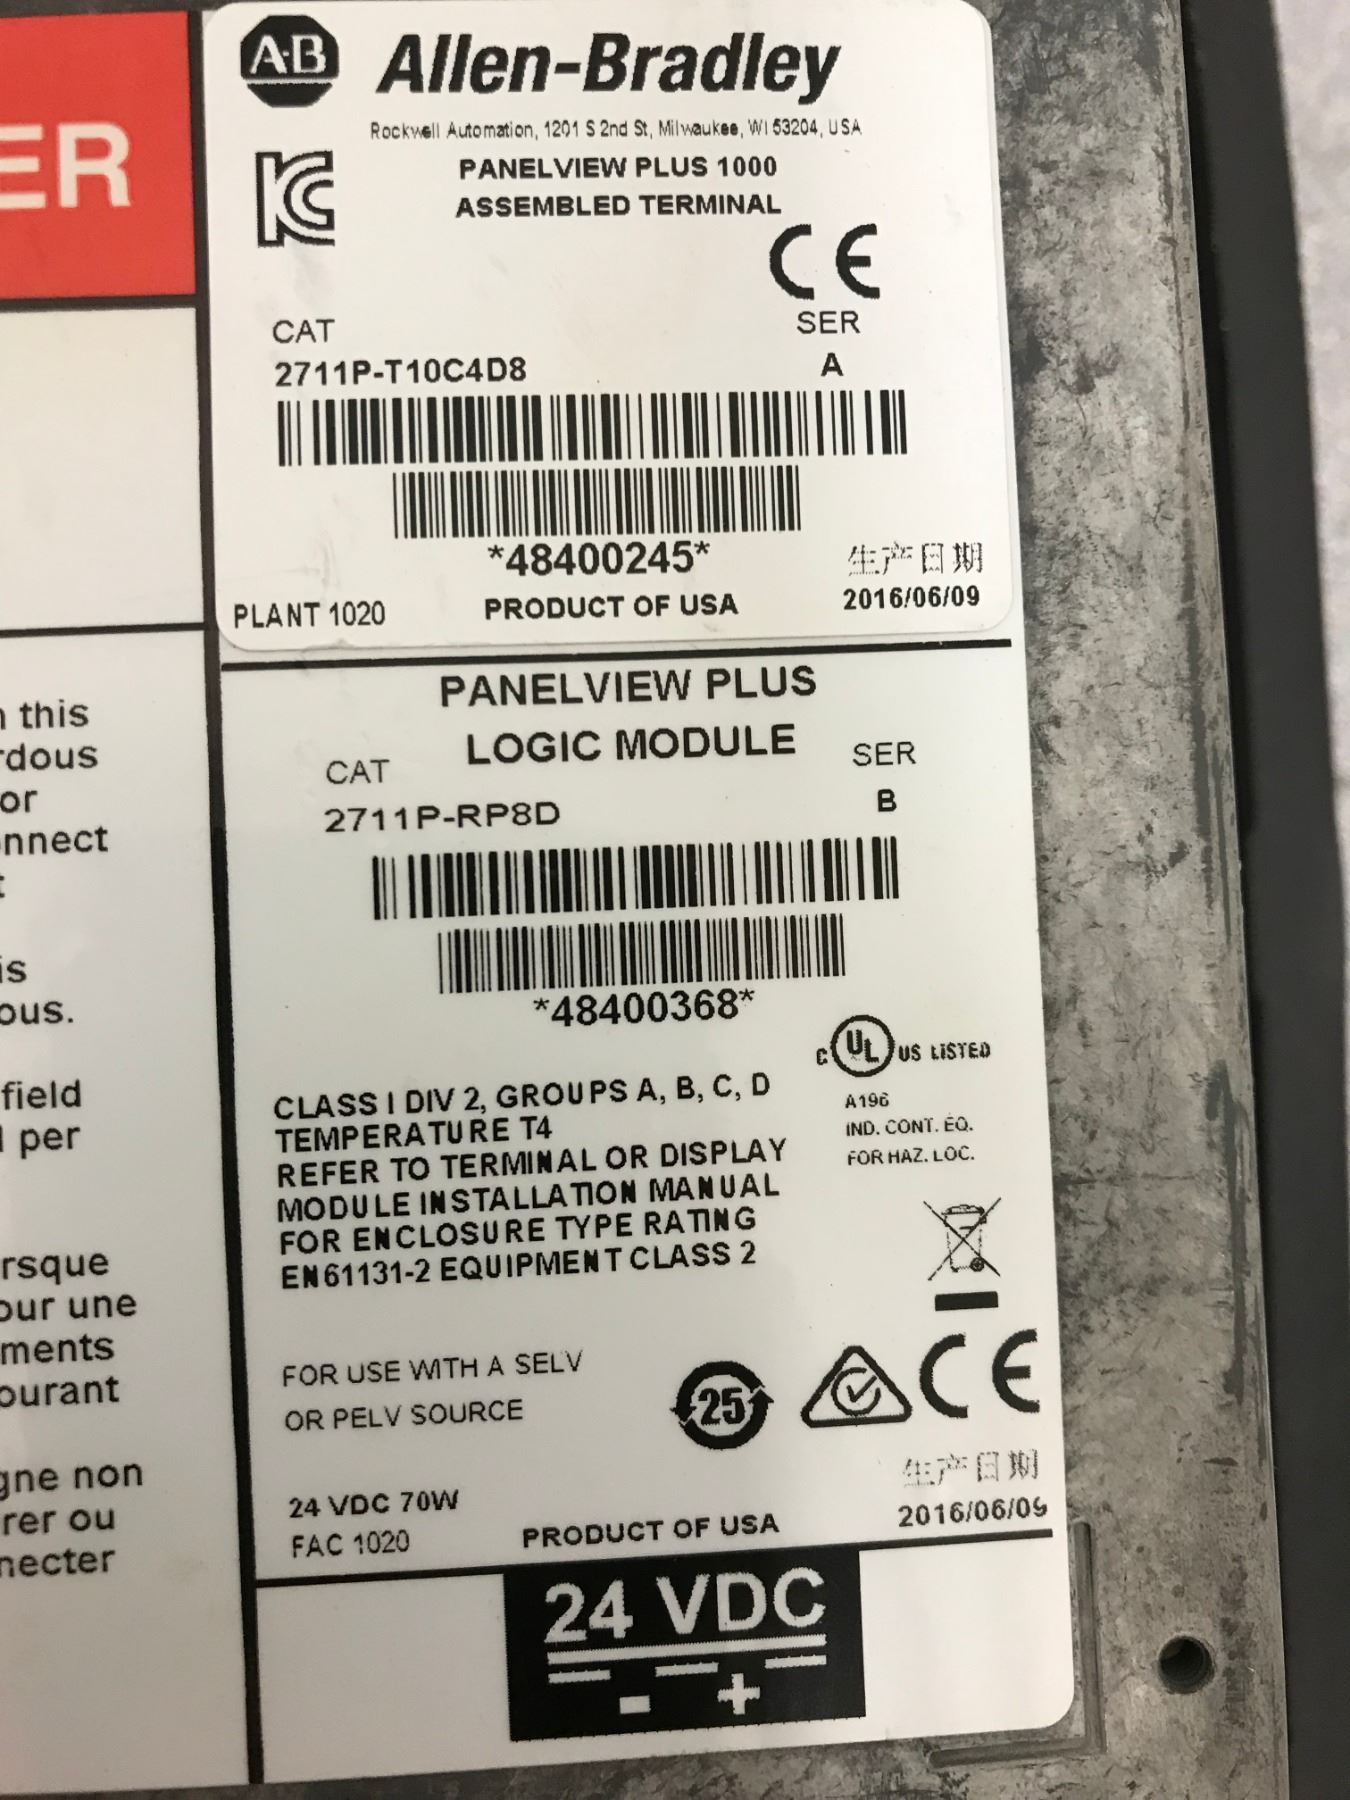 ER
A-B Allen-Bradley
Rockwell Automation, 1201 S 2nd St, Milwaukee, WI 53204, USA
PANELVIEW PLUS 1000
ASSEMBLED TERMINAL
CE
CAT SER
2711P-T10C4D8 A
*48400245*
生产日期
PLANT 1020 PRODUCT OF USA 2016/06/09
PANELVIEW PLUS
LOGIC MODULE
CAT SER
2711P-RP8D B
*48400368*
C UL US LISTED
A196
IND. CONT. EQ.
FOR HAZ. LOC.
CLASS I DIV 2, GROUPS A, B, C, D
TEMPERATURE T4
REFER TO TERMINAL OR DISPLAY
MODULE INSTALLATION MANUAL
FOR ENCLOSURE TYPE RATING
EN61131-2 EQUIPMENT CLASS 2
FOR USE WITH A SELV
OR PELV SOURCE
25
CE
生产日期
24 VDC 70W
FAC 1020 PRODUCT OF USA 2016/06/09
24 VDC
- +
this
rdous
or
nnect
is
ous.
field
per
rsque
our une
ments
ourant
gne non
rer ou
necter